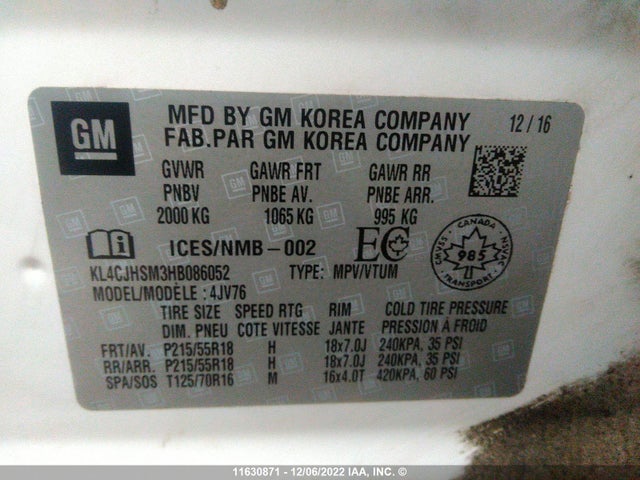 GM
MFD BY GM KOREA COMPANY
FAB.PAR GM KOREA COMPANY
12/16
GVWR GAWR FRT GAWR RR
PNBV PNBE AV. PNBE ARR.
2000 KG 1065 KG 995 KG
ICES/NMB-002 EC
CANADA
CMVSS 985 NSVAC
KL4CJHSM3HB086052 TYPE: MPV/VTUM
MODEL/MODÈLE : 4JV76
TIRE SIZE SPEED RTG RIM COLD TIRE PRESSURE
DIM. PNEU COTE VITESSE JANTE PRESSION À FROID
FRT/AV. P215/55R18 H 18x7.0J 240KPA, 35 PSI
RR/ARR. P215/55R18 H 18x7.0J 240KPA, 35 PSI
SPA/SOS T125/70R16 M 16x4.0T 420KPA, 60 PSI
11630871 - 12/06/2022 IAA, INC. ©